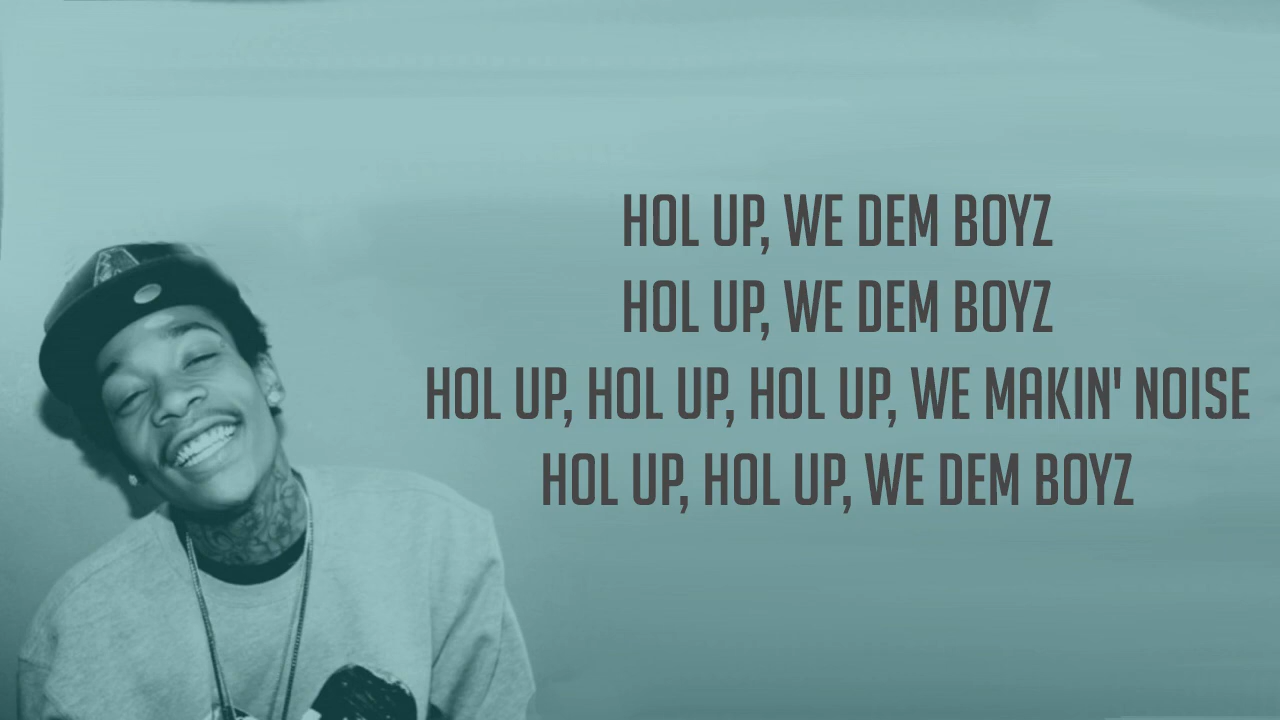 HOL UP, WE DEM BOYZ
HOL UP, WE DEM BOYZ
HOL UP, HOL UP, HOL UP, WE MAKIN' NOISE
HOL UP, HOL UP, WE DEM BOYZ